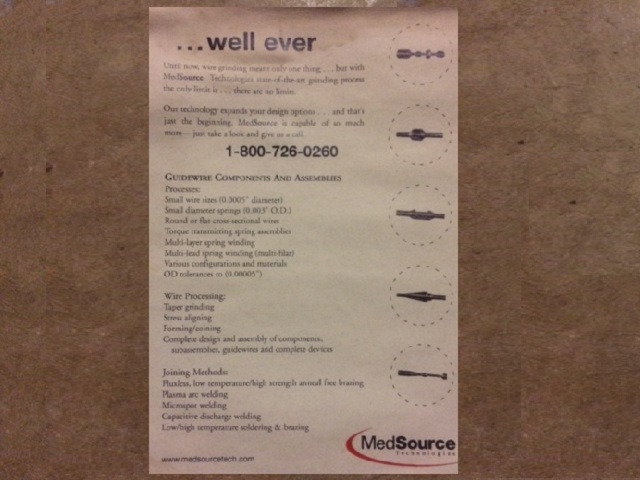 ...well ever
Until now, wire grinding meant only one thing; ... but with
MedSource Technologies state-of-the-art grinding process
the only limit is ... there are no limits.
Our technology expands your design options ... and that's
just the beginning. MedSource is capable of so much
more—just take a look and give us a call.
1-800-726-0260
GUIDEWIRE COMPONENTS AND ASSEMBLIES
Processes:
Small wire sizes (0.0005" diameter)
Small diameter springs (0.003" O.D.)
Round or flat cross-sectional wires
Torque transmitting spring assemblies
Multi-layer spring winding
Multi-lead spring winding (multi-filar)
Various configurations and materials
OD tolerances to (0.00005")
Wire Processing:
Taper grinding
Stress aligning
Forming/coining
Complete design and assembly of components,
subassemblies, guidewires and complete devices
Joining Methods:
Fluxless, low temperature/high strength anneal free brazing
Plasma arc welding
Microspot welding
Capacitive discharge welding
Low/high temperature soldering & brazing
MedSource
Technologies
www.medsourcetech.com